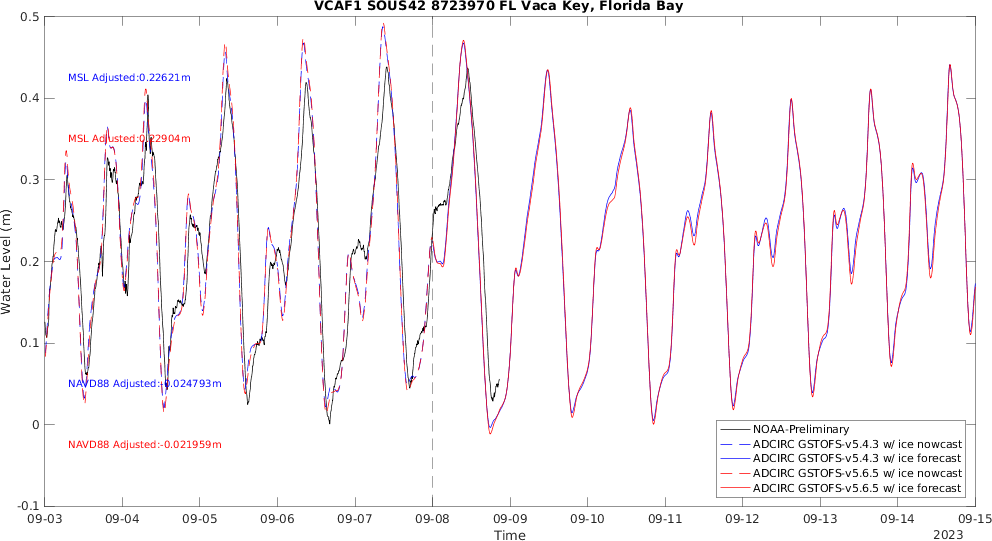 VCAF1 SOUS42 8723970 FL Vaca Key, Florida Bay
0.5
0.4
0.3
0.2
0.1
0
-0.1
Water Level (m)
MSL Adjusted:0.22621m
MSL Adjusted:0.22904m
NAVD88 Adjusted:-0.024793m
NAVD88 Adjusted:-0.021959m
NOAA-Preliminary
ADCIRC GSTOFS-v5.4.3 w/ ice nowcast
ADCIRC GSTOFS-v5.4.3 w/ ice forecast
ADCIRC GSTOFS-v5.6.5 w/ ice nowcast
ADCIRC GSTOFS-v5.6.5 w/ ice forecast
09-03 09-04 09-05 09-06 09-07 09-08 09-09 09-10 09-11 09-12 09-13 09-14 09-15
Time
2023